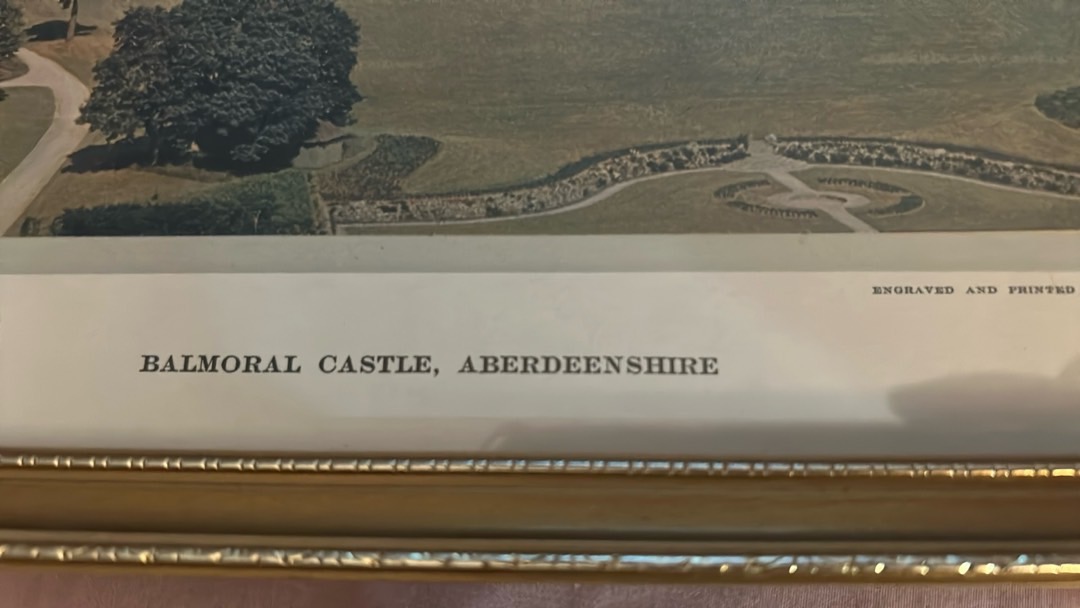 ENGRAVED AND PRINTED
BALMORAL CASTLE, ABERDEENSHIRE